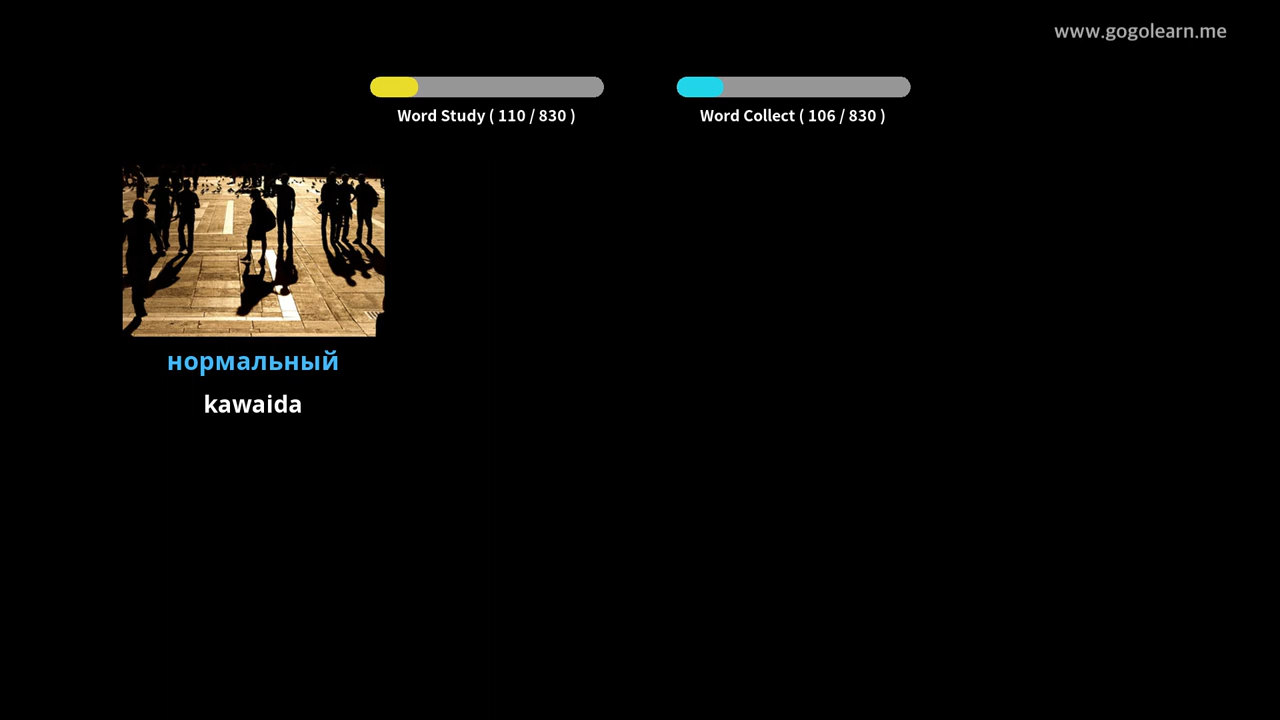 www.gogolearn.me
Word Study ( 110 / 830 )
Word Collect ( 106 / 830 )
нормальный
kawaida